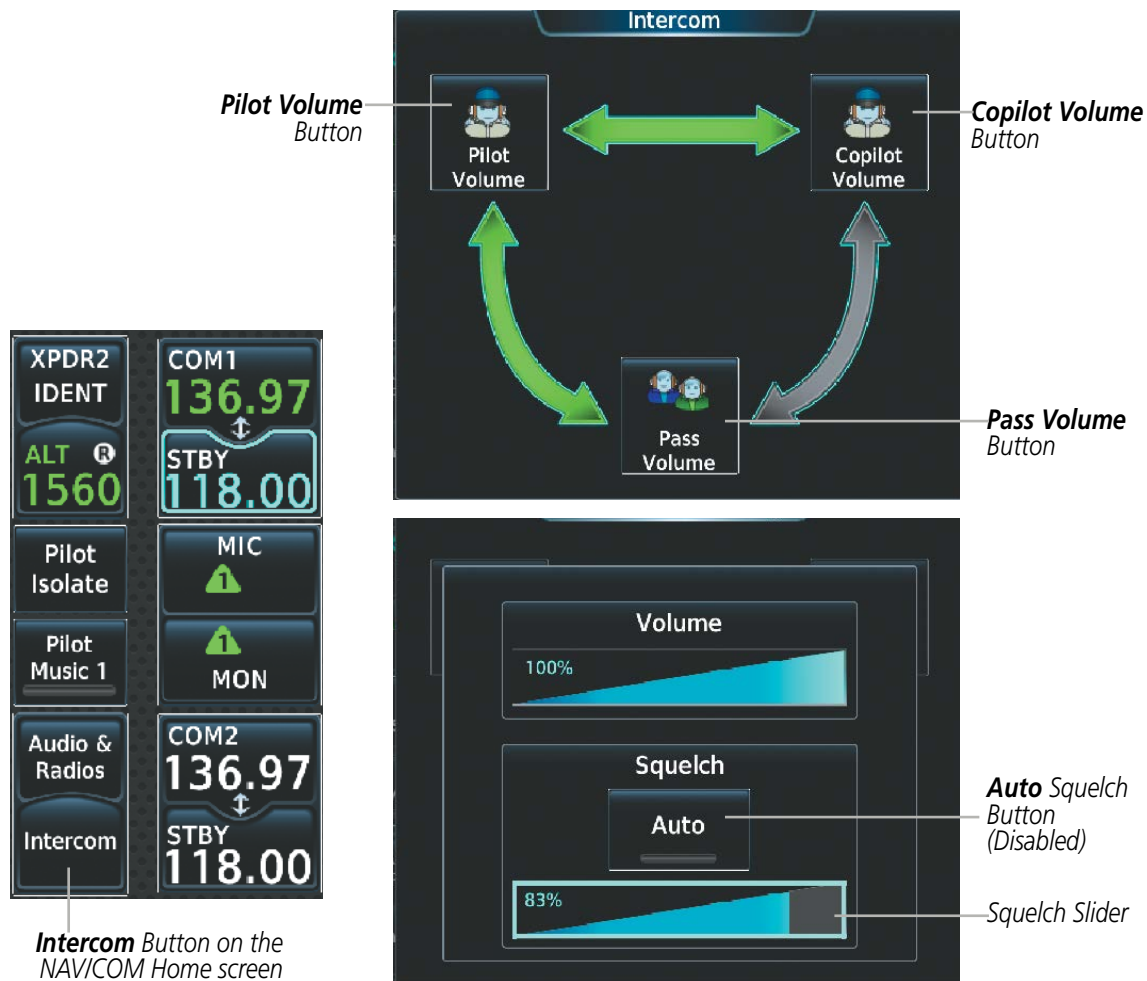 Intercom
Pilot Volume
Button
Copilot Volume
Button
Pilot
Volume
Copilot
Volume
Pass
Volume
Pass Volume
Button
XPDR2
IDENT
ALT R
1560
COM1
136.97
STBY
118.00
Pilot
Isolate
MIC
1
Pilot
Music 1
1
MON
Audio &
Radios
Intercom
COM2
136.97
STBY
118.00
Intercom Button on the
NAV/COM Home screen
Volume
100%
Squelch
Auto
83%
Auto Squelch
Button
(Disabled)
Squelch Slider